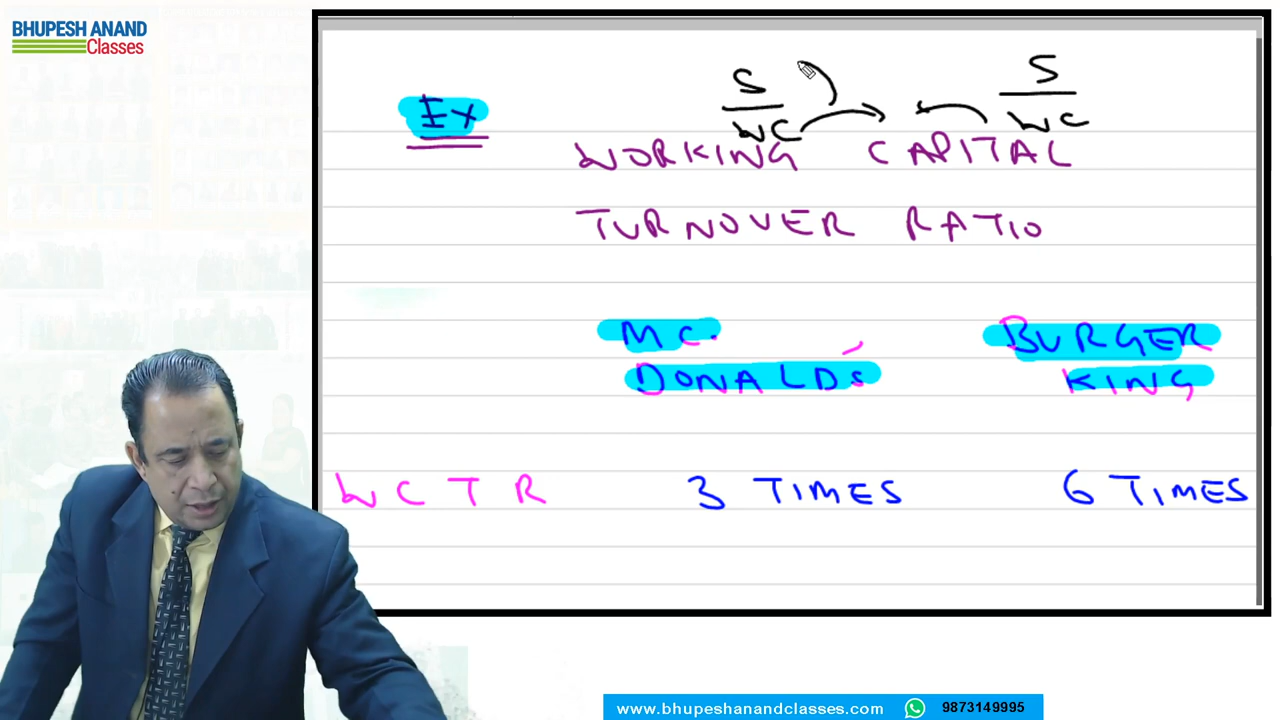 BHUPESH ANAND
Classes
S S
Ex WC WC
WORKING CAPITAL
TURNOVER RATIO
MC. BURGER
DONALD'S KING
WCTR 3 TIMES 6 TIMES
www.bhupeshanandclasses.com 9873149995